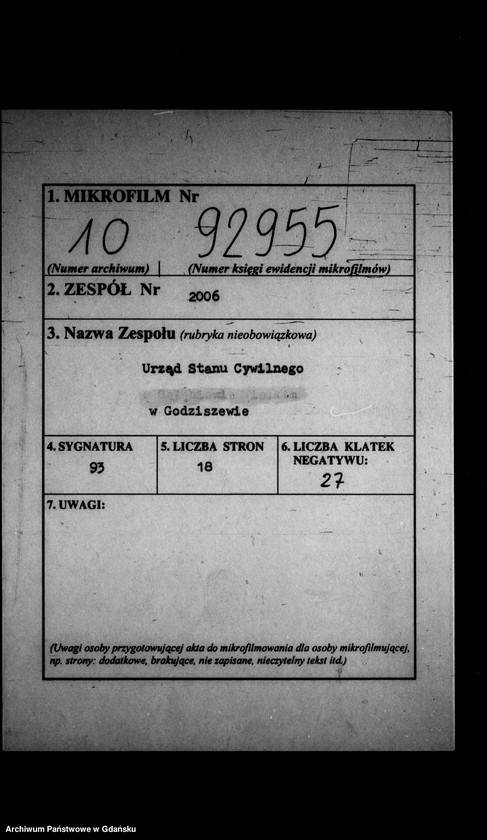 1. MIKROFILM Nr
10 92955
(Numer archiwum) (Numer księgi ewidencji mikrofilmów)
2. ZESPÓŁ Nr 2006
3. Nazwa Zespołu (rubryka nieobowiązkowa)
Urząd Stanu Cywilnego
w Godziszewie
4. SYGNATURA 5. LICZBA STRON 6. LICZBA KLATEK
NEGATYWU:
93 18 27
7. UWAGI:
(Uwagi osoby przygotowującej akta do mikrofilmowania dla osoby mikrofilmującej,
np. strony: dodatkowe, brakujące, nie zapisane, nieczytelny tekst itd.)
Archiwum Państwowe w Gdańsku